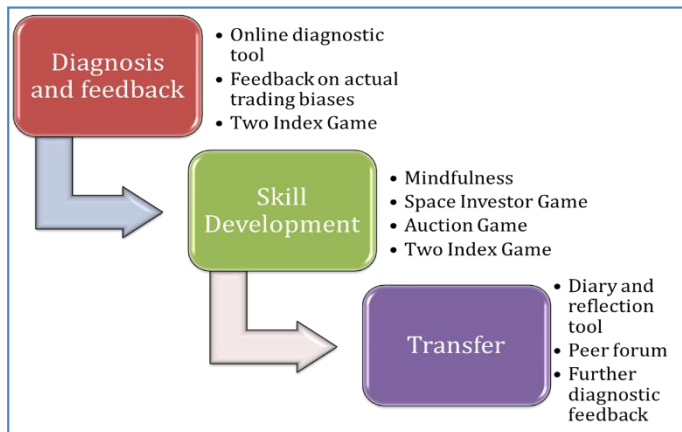 Diagnosis
and feedback
• Online diagnostic
tool
• Feedback on actual
trading biases
• Two Index Game
Skill
Development
• Mindfulness
• Space Investor Game
• Auction Game
• Two Index Game
Transfer
• Diary and
reflection
tool
• Peer forum
• Further
diagnostic
feedback